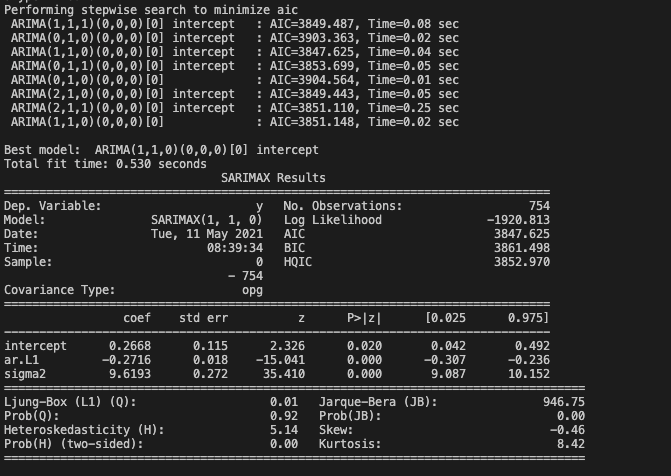 Performing stepwise search to minimize aic
ARIMA(1,1,1)(0,0,0)[0] intercept   : AIC=3849.487, Time=0.08 sec
ARIMA(0,1,0)(0,0,0)[0] intercept   : AIC=3903.363, Time=0.02 sec
ARIMA(1,1,0)(0,0,0)[0] intercept   : AIC=3847.625, Time=0.04 sec
ARIMA(0,1,1)(0,0,0)[0] intercept   : AIC=3853.699, Time=0.05 sec
ARIMA(0,1,0)(0,0,0)[0]             : AIC=3904.564, Time=0.01 sec
ARIMA(2,1,0)(0,0,0)[0] intercept   : AIC=3849.443, Time=0.05 sec
ARIMA(2,1,1)(0,0,0)[0] intercept   : AIC=3851.110, Time=0.25 sec
ARIMA(1,1,0)(0,0,0)[0]             : AIC=3851.148, Time=0.02 sec
Best model:  ARIMA(1,1,0)(0,0,0)[0] intercept
Total fit time: 0.530 seconds
SARIMAX Results
==============================================================================
Dep. Variable:                      y   No. Observations:                  754
Model:               SARIMAX(1, 1, 0)   Log Likelihood               -1920.813
Date:                Tue, 11 May 2021   AIC                           3847.625
Time:                        08:39:34   BIC                           3861.498
Sample:                             0   HQIC                          3852.970
- 754
Covariance Type:                  opg
==============================================================================
coef    std err          z      P>|z|      [0.025      0.975]
------------------------------------------------------------------------------
intercept      0.2668      0.115      2.326      0.020       0.042       0.492
ar.L1         -0.2716      0.018    -15.041      0.000      -0.307      -0.236
sigma2         9.6193      0.272     35.410      0.000       9.087      10.152
===================================================================================
Ljung-Box (L1) (Q):                   0.01   Jarque-Bera (JB):               946.75
Prob(Q):                              0.92   Prob(JB):                         0.00
Heteroskedasticity (H):               5.14   Skew:                            -0.46
Prob(H) (two-sided):                  0.00   Kurtosis:                         8.42
===================================================================================